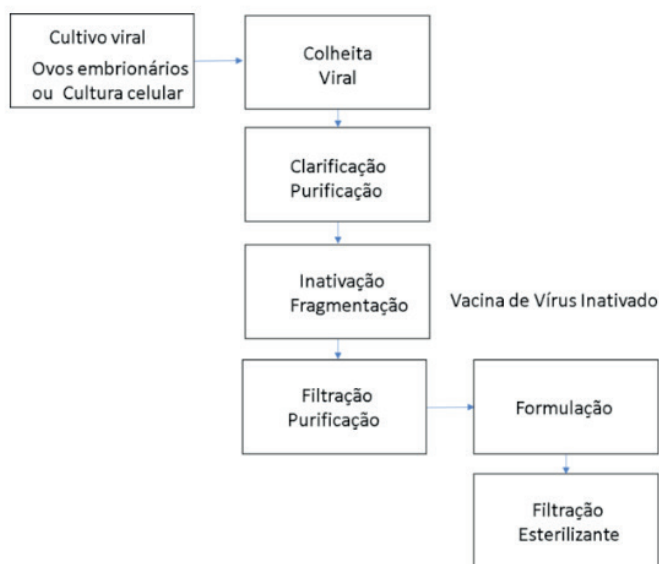 Cultivo viral
Ovos embrionários
ou Cultura celular
Colheita
Viral
Clarificação
Purificação
Inativação
Fragmentação
Vacina de Vírus Inativado
Filtração
Purificação
Formulação
Filtração
Esterilizante